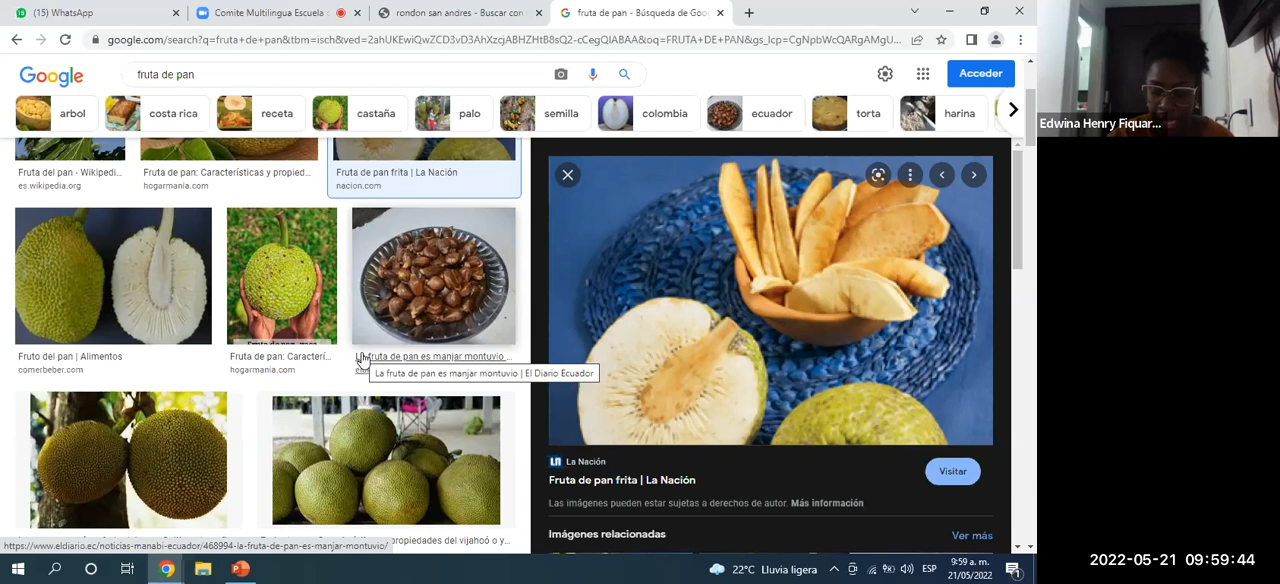 (15) WhatsApp
Comite Multilingua Escuela
rondon san andres - Buscar con
fruta de pan - Búsqueda de Goo
google.com/search?q=fruta+de+pan&tbm=isch&ved=2ahUKEwiQwZCD3vD3AhXzcjABHZHtB8sQ2-cCegQIABAA&oq=FRUTA+DE+PAN&gs_lcp=CgNpbWcQARgAMgU...
Google
fruta de pan
Acceder
arbol
costa rica
receta
castaña
palo
semilla
colombia
ecuador
torta
harina
Edwina Henry Fiquar...
Fruta del pan - Wikipedi...
es.wikipedia.org
Fruta de pan: Características y propied...
hogarmania.com
Fruta de pan frita | La Nación
nacion.com
Fruto del pan | Alimentos
comerbeber.com
Fruta de pan: Caracterí...
hogarmania.com
fruta de pan es manjar montuvio ...
La fruta de pan es manjar montuvio | El Diario Ecuador
La Nación
Fruta de pan frita | La Nación
Visitar
Las imágenes pueden estar sujetas a derechos de autor. Más información
Imágenes relacionadas
Ver más
propiedades del vijahó o y...
https://www.eldiario.ec/noticias-manabi-ecuador/468994-la-fruta-de-pan-es-manjar-montuvio/
22°C Lluvia ligera
ESP
9:59 a. m.
21/05/2022
2022-05-21 09:59:44